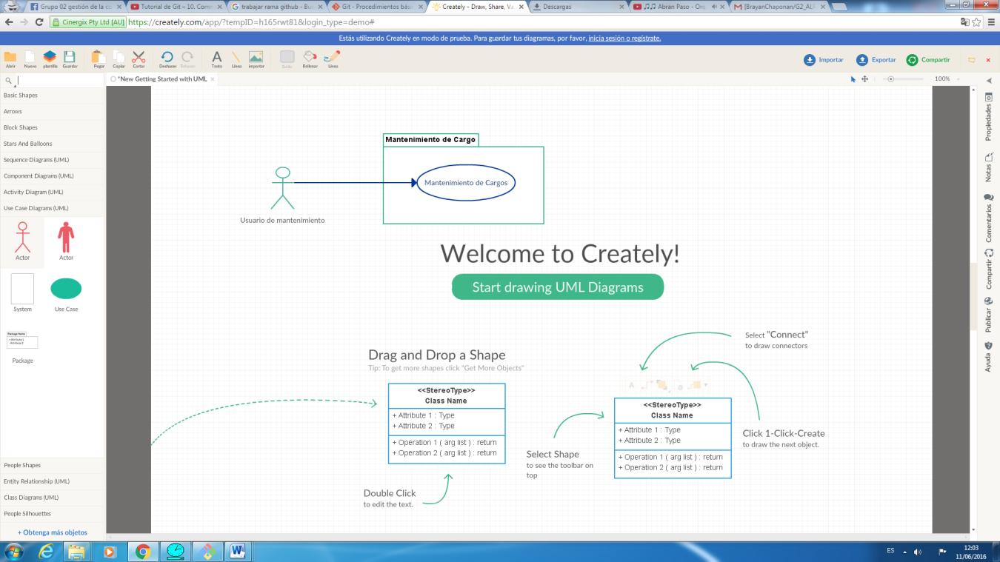 Grupo 02 gestión de la co
Tutorial de Git – 10. Comm
trabajar rama github - Bus
Git - Procedimientos bási
Creately - Draw, Share, Va
Descargas
Abran Paso - Orq
[BrayanChaponan/G2_AL
Cinergix Pty Ltd [AU]
https://creately.com/app/?tempID=h165rwt81&login_type=demo#
Estás utilizando Creately en modo de prueba. Para guardar tus diagramas, por favor, inicia sesión o regístrate.
Abrir
Nuevo
plantilla
Guardar
Pegar
Copiar
Cortar
Deshacer
Rehacer
Texto
Línea
importar
Estilo
Rellenar
Línea
Importar
Exportar
Compartir
*New Getting Started with UML
100%
Basic Shapes
Arrows
Block Shapes
Stars And Balloons
Sequence Diagrams (UML)
Component Diagrams (UML)
Activity Diagram (UML)
Use Case Diagrams (UML)
Actor
Actor
System
Use Case
Package Name
+ Attribute 1
- Attribute 2
Package
People Shapes
Entity Relationship (UML)
Class Diagrams (UML)
People Silhouettes
+ Obtenga más objetos
Mantenimiento de Cargo
Mantenimiento de Cargos
Usuario de mantenimiento
Welcome to Creately!
Start drawing UML Diagrams
Drag and Drop a Shape
Tip: To get more shapes click "Get More Objects"
<<StereoType>>
Class Name
+ Attribute 1 : Type
+ Attribute 2 : Type
+ Operation 1 ( arg list ) : return
+ Operation 2 ( arg list ) : return
Double Click
to edit the text.
Select Shape
to see the toolbar on
top
Select "Connect"
to draw connectors
A
<<StereoType>>
Class Name
+ Attribute 1 : Type
+ Attribute 2 : Type
+ Operation 1 ( arg list ) : return
+ Operation 2 ( arg list ) : return
Click 1-Click-Create
to draw the next object.
Propiedades
Notas
Comentarios
Compartir
Publicar
Ayuda
ES
12:03
11/06/2016